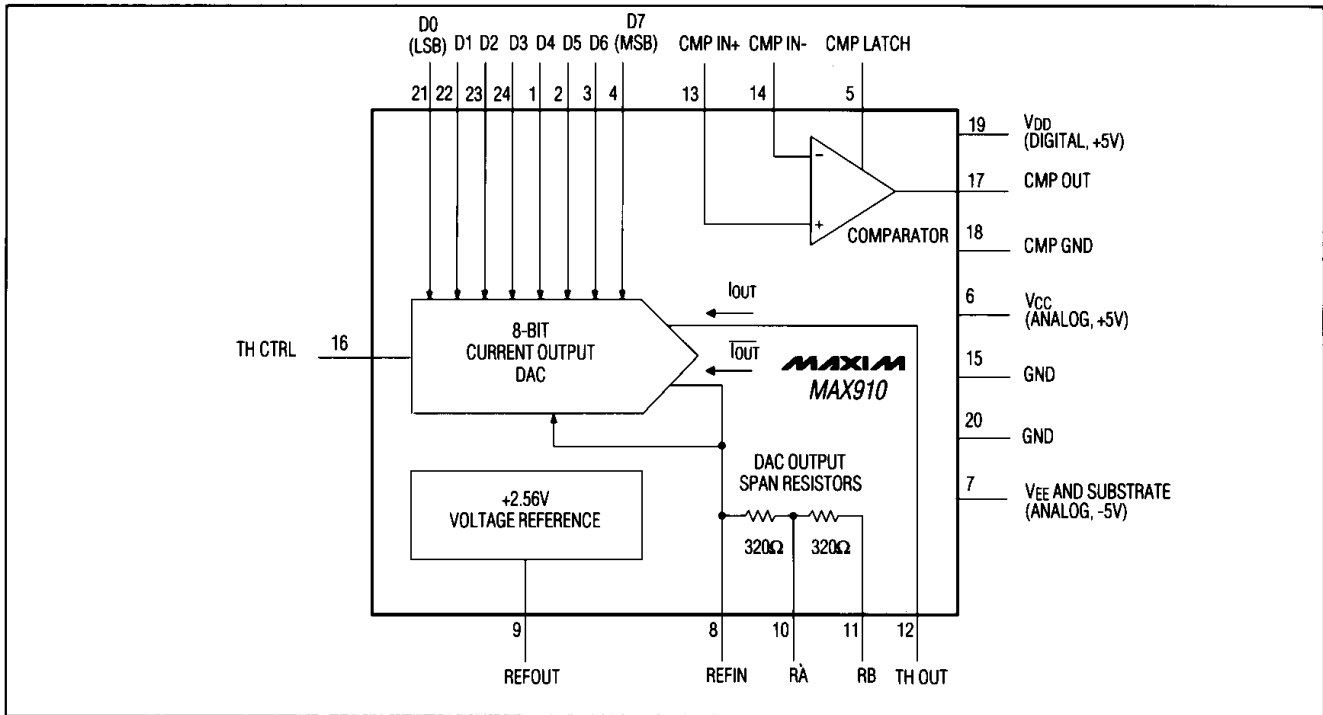 D0
(LSB) D1 D2 D3 D4 D5 D6 D7
(MSB) CMP IN+ CMP IN- CMP LATCH
21 22 23 24 1 2 3 4 13 14 5
19 VDD
(DIGITAL, +5V)
-
17 CMP OUT
+
COMPARATOR
18 CMP GND
IOUT
6 VCC
(ANALOG, +5V)
TH CTRL 16
8-BIT
CURRENT OUTPUT
DAC
IOUT
MAXIM
MAX910
15 GND
20 GND
DAC OUTPUT
SPAN RESISTORS
7 VEE AND SUBSTRATE
(ANALOG, -5V)
+2.56V
VOLTAGE REFERENCE
320Ω 320Ω
9 8 10 11 12
REFOUT REFIN RA RB TH OUT